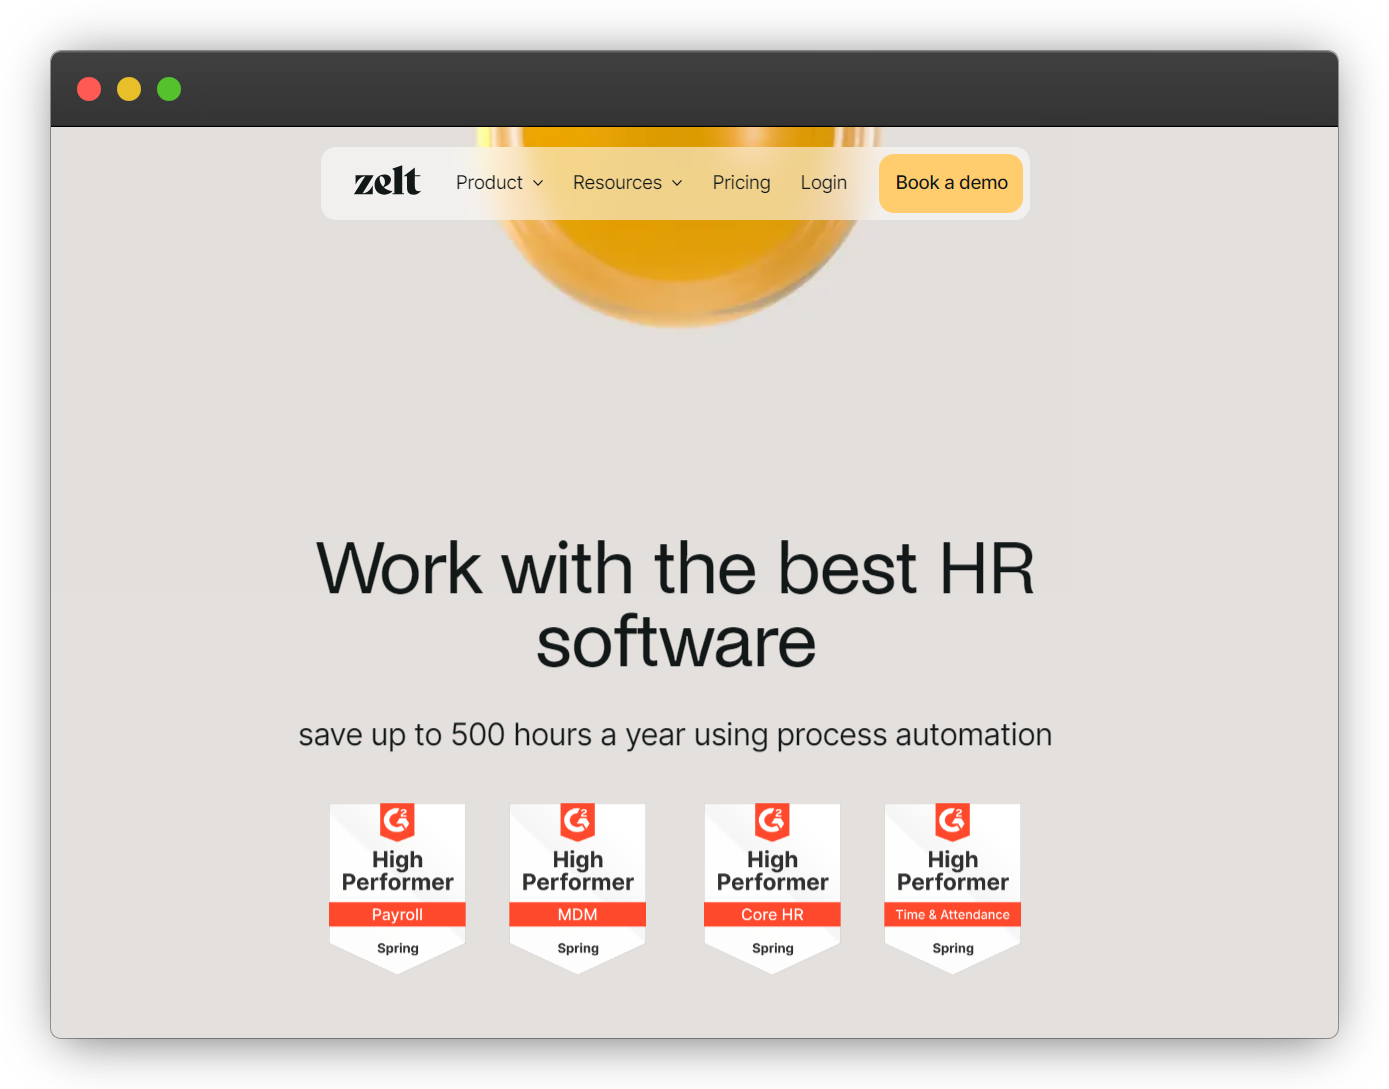 zelt Product Resources Pricing Login Book a demo
Work with the best HR
software
save up to 500 hours a year using process automation
G2
High
Performer
Payroll
Spring
G2
High
Performer
MDM
Spring
G2
High
Performer
Core HR
Spring
G2
High
Performer
Time & Attendance
Spring